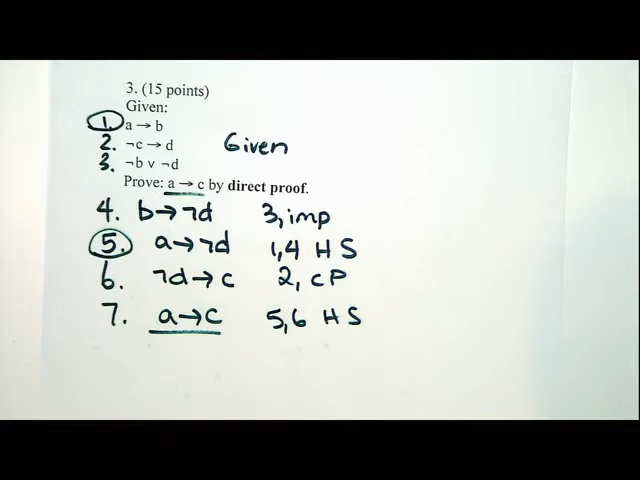 3. (15 points)
Given:
1. a → b
2. ¬c → d Given
3. ¬b ∨ ¬d
Prove: a → c by direct proof.
4. b→¬d 3, imp
5. a→¬d 1,4 HS
6. ¬d→c 2, CP
7. a→c 5,6 HS